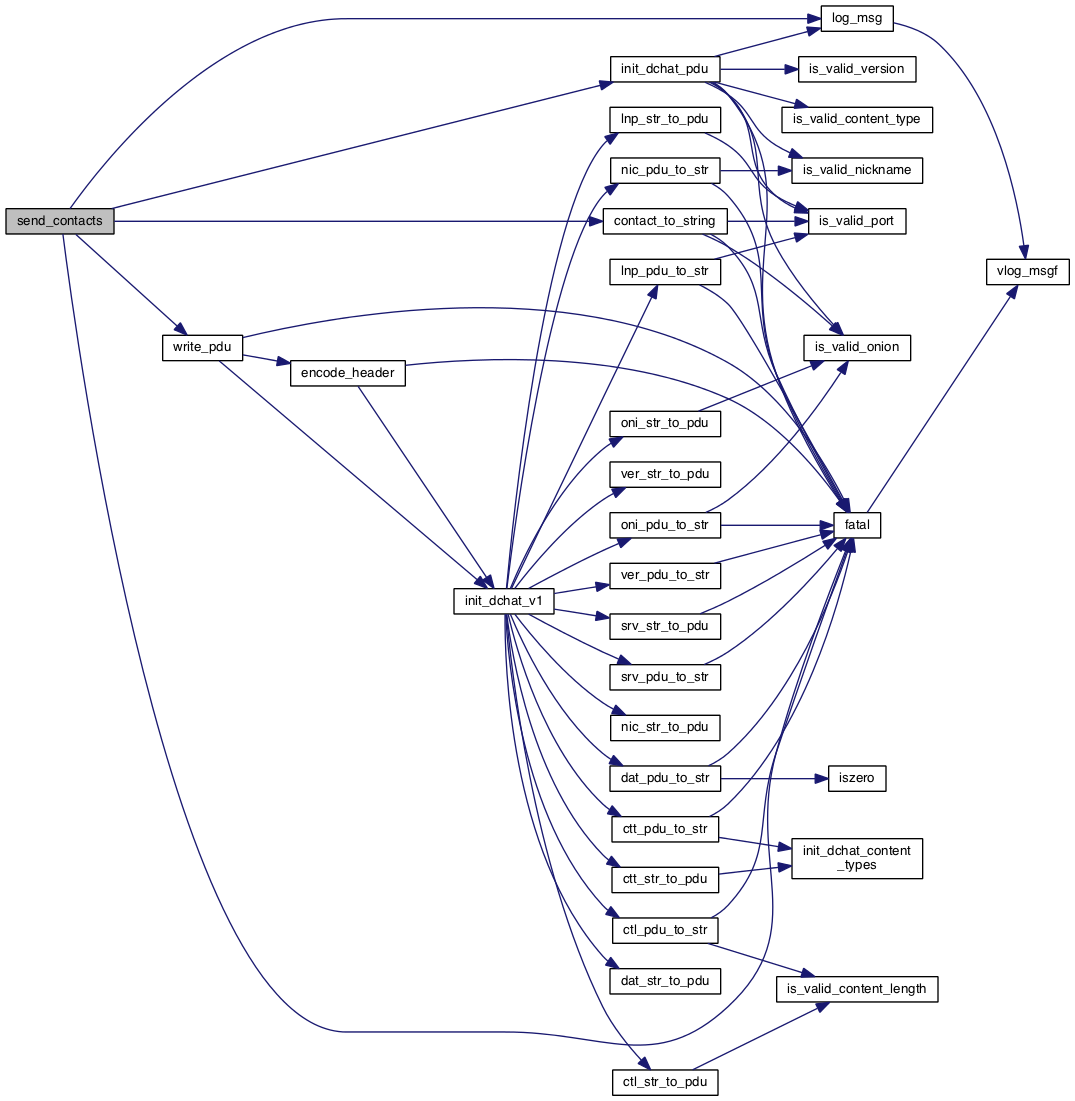 log_msg
init_dchat_pdu
is_valid_version
lnp_str_to_pdu
is_valid_content_type
nic_pdu_to_str
is_valid_nickname
send_contacts
contact_to_string
is_valid_port
lnp_pdu_to_str
vlog_msgf
write_pdu
is_valid_onion
encode_header
oni_str_to_pdu
ver_str_to_pdu
oni_pdu_to_str
fatal
ver_pdu_to_str
init_dchat_v1
srv_str_to_pdu
srv_pdu_to_str
nic_str_to_pdu
dat_pdu_to_str
iszero
ctt_pdu_to_str
init_dchat_content
_types
ctt_str_to_pdu
ctl_pdu_to_str
dat_str_to_pdu
is_valid_content_length
ctl_str_to_pdu